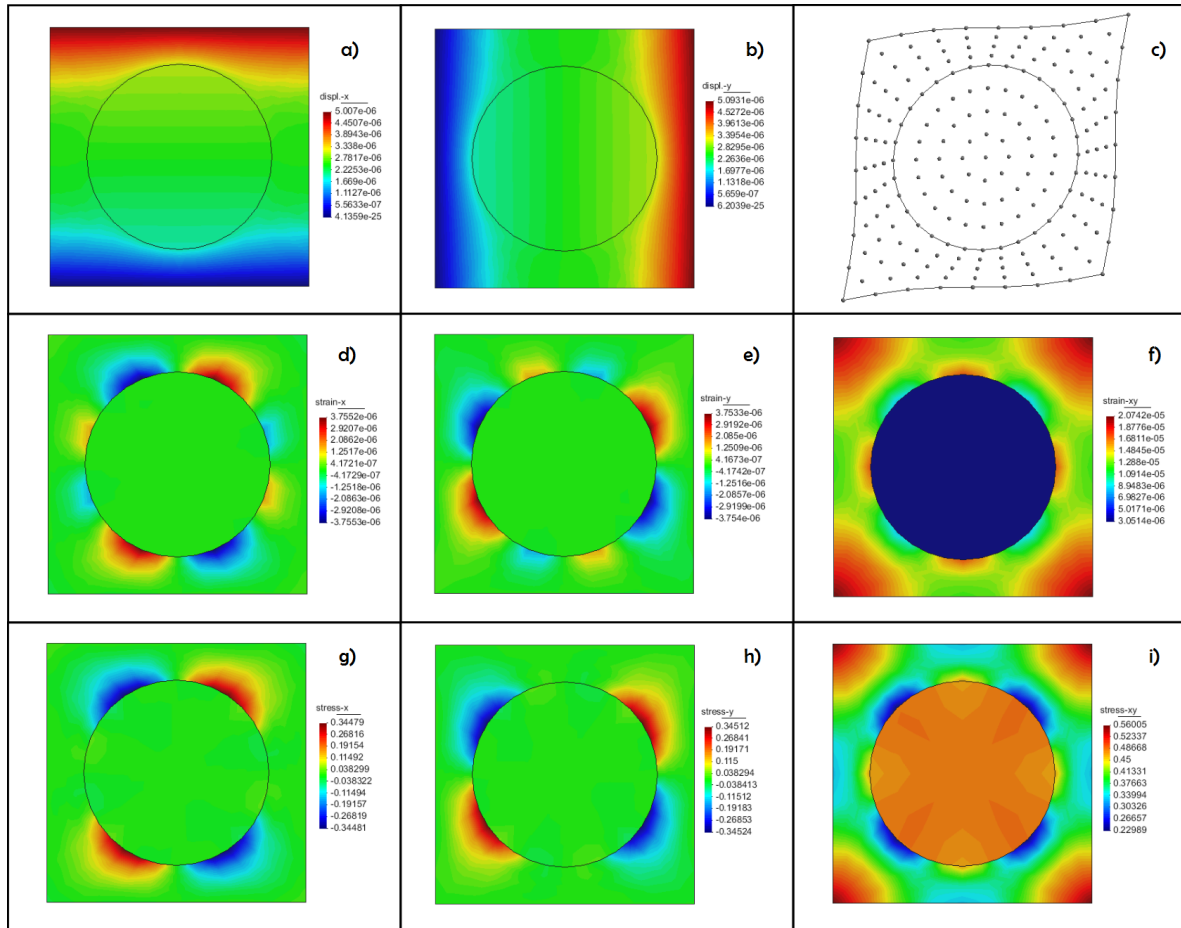 a)
displ.-x
5.007e-06
4.4507e-06
3.8943e-06
3.338e-06
2.7817e-06
2.2253e-06
1.669e-06
1.1127e-06
5.5633e-07
4.1359e-25
b)
displ.-y
5.0931e-06
4.5272e-06
3.9613e-06
3.3954e-06
2.8295e-06
2.2636e-06
1.6977e-06
1.1318e-06
5.659e-07
6.2039e-25
c)
d)
strain-x
3.7552e-06
2.9207e-06
2.0862e-06
1.2517e-06
4.1721e-07
-4.1729e-07
-1.2518e-06
-2.0863e-06
-2.9208e-06
-3.7553e-06
e)
strain-y
3.7533e-06
2.9192e-06
2.085e-06
1.2509e-06
4.1673e-07
-4.1742e-07
-1.2516e-06
-2.0857e-06
-2.9199e-06
-3.754e-06
f)
strain-xy
2.0742e-05
1.8776e-05
1.6811e-05
1.4845e-05
1.288e-05
1.0914e-05
8.9483e-06
6.9827e-06
5.0171e-06
3.0514e-06
g)
stress-x
0.34479
0.26816
0.19154
0.11492
0.038299
-0.038322
-0.11494
-0.19157
-0.26819
-0.34481
h)
stress-y
0.34512
0.26841
0.19171
0.115
0.038294
-0.038413
-0.11512
-0.19183
-0.26853
-0.34524
i)
stress-xy
0.56005
0.52337
0.48668
0.45
0.41331
0.37663
0.33994
0.30326
0.26657
0.22989